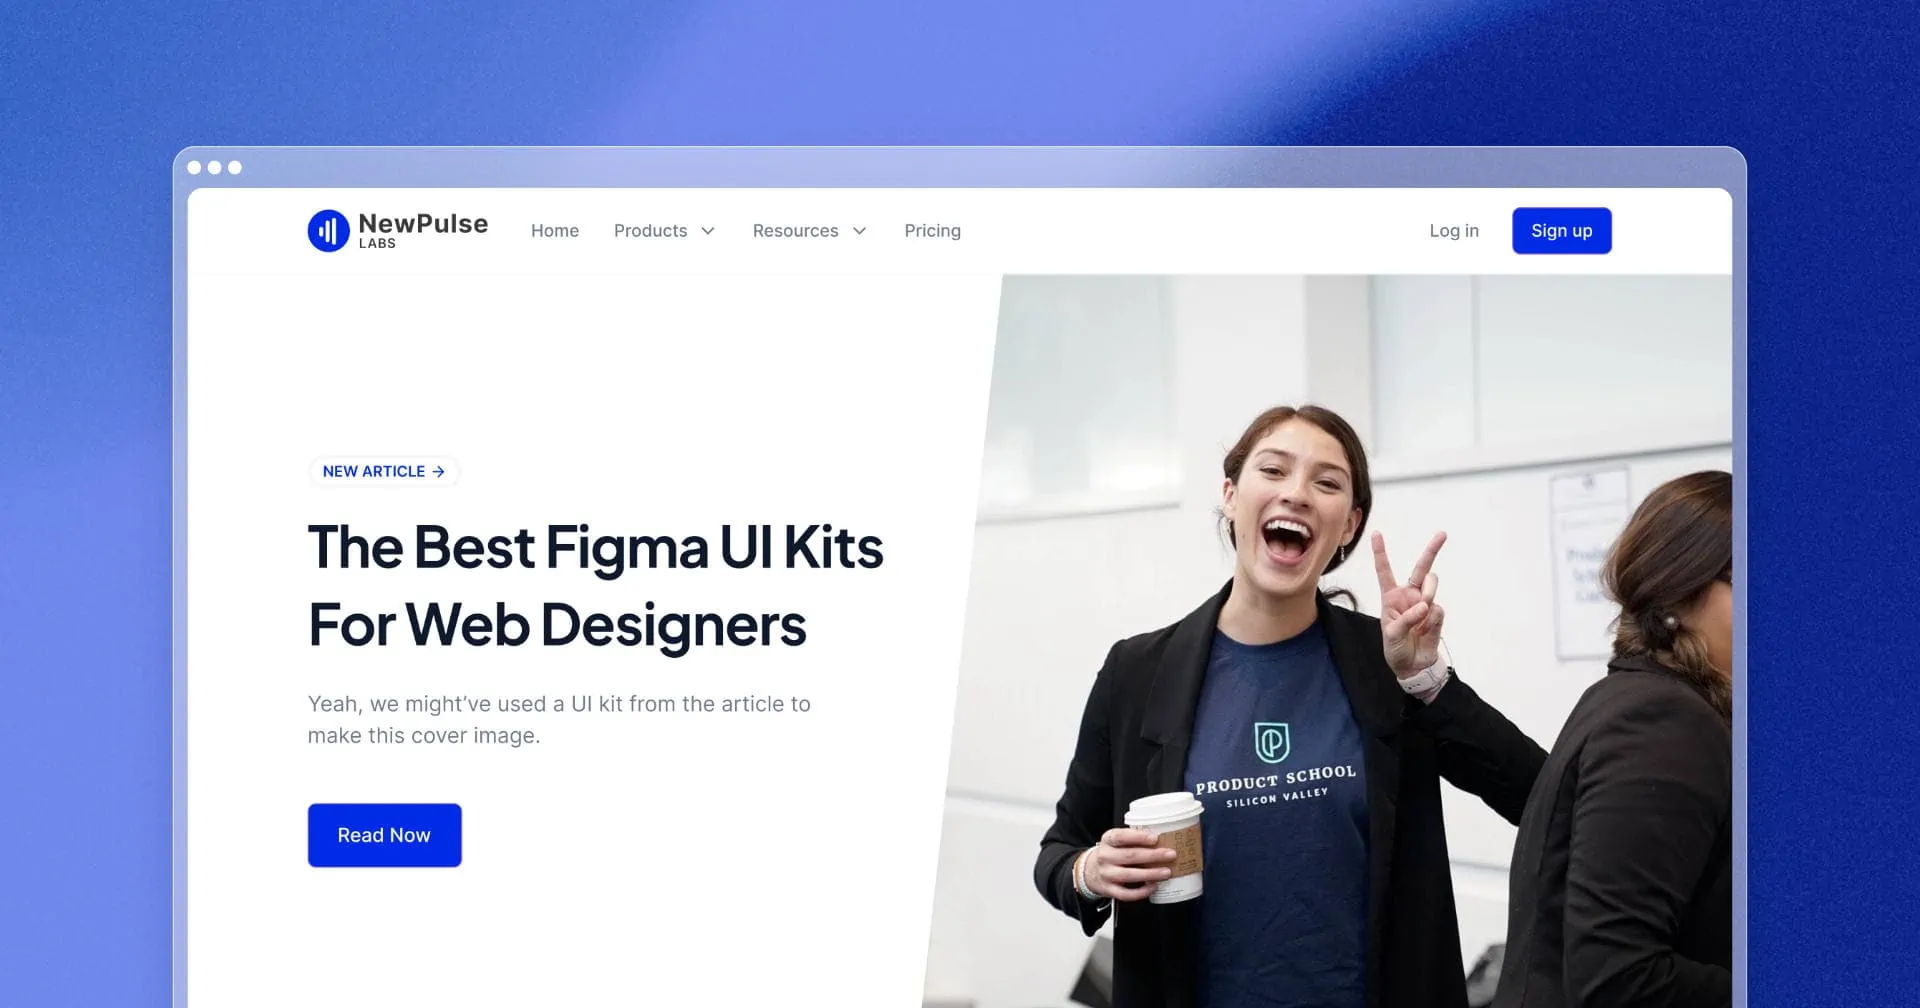 NewPulse
LABS
Home
Products
Resources
Pricing
Log in
Sign up
NEW ARTICLE →
The Best Figma UI Kits
For Web Designers
Yeah, we might’ve used a UI kit from the article to
make this cover image.
Read Now
PRODUCT SCHOOL
SILICON VALLEY